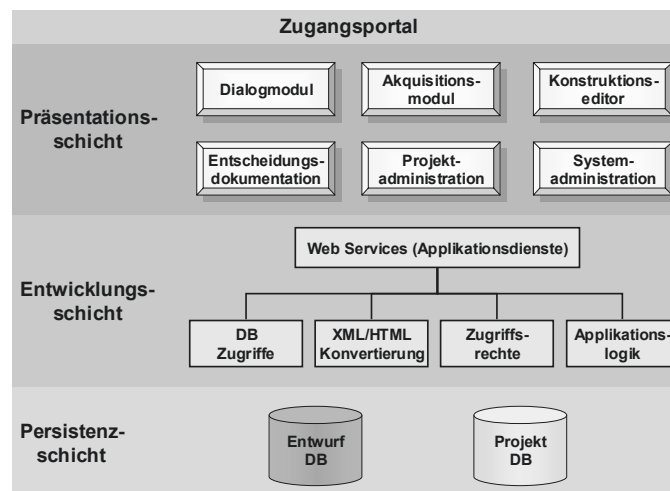 Zugangsportal
Präsentations-
schicht
Dialogmodul
Akquisitions-
modul
Konstruktions-
editor
Entscheidungs-
dokumentation
Projekt-
administration
System-
administration
Entwicklungs-
schicht
Web Services (Applikationsdienste)
DB
Zugriffe
XML/HTML
Konvertierung
Zugriffs-
rechte
Applikations-
logik
Persistenz-
schicht
Entwurf
DB
Projekt
DB